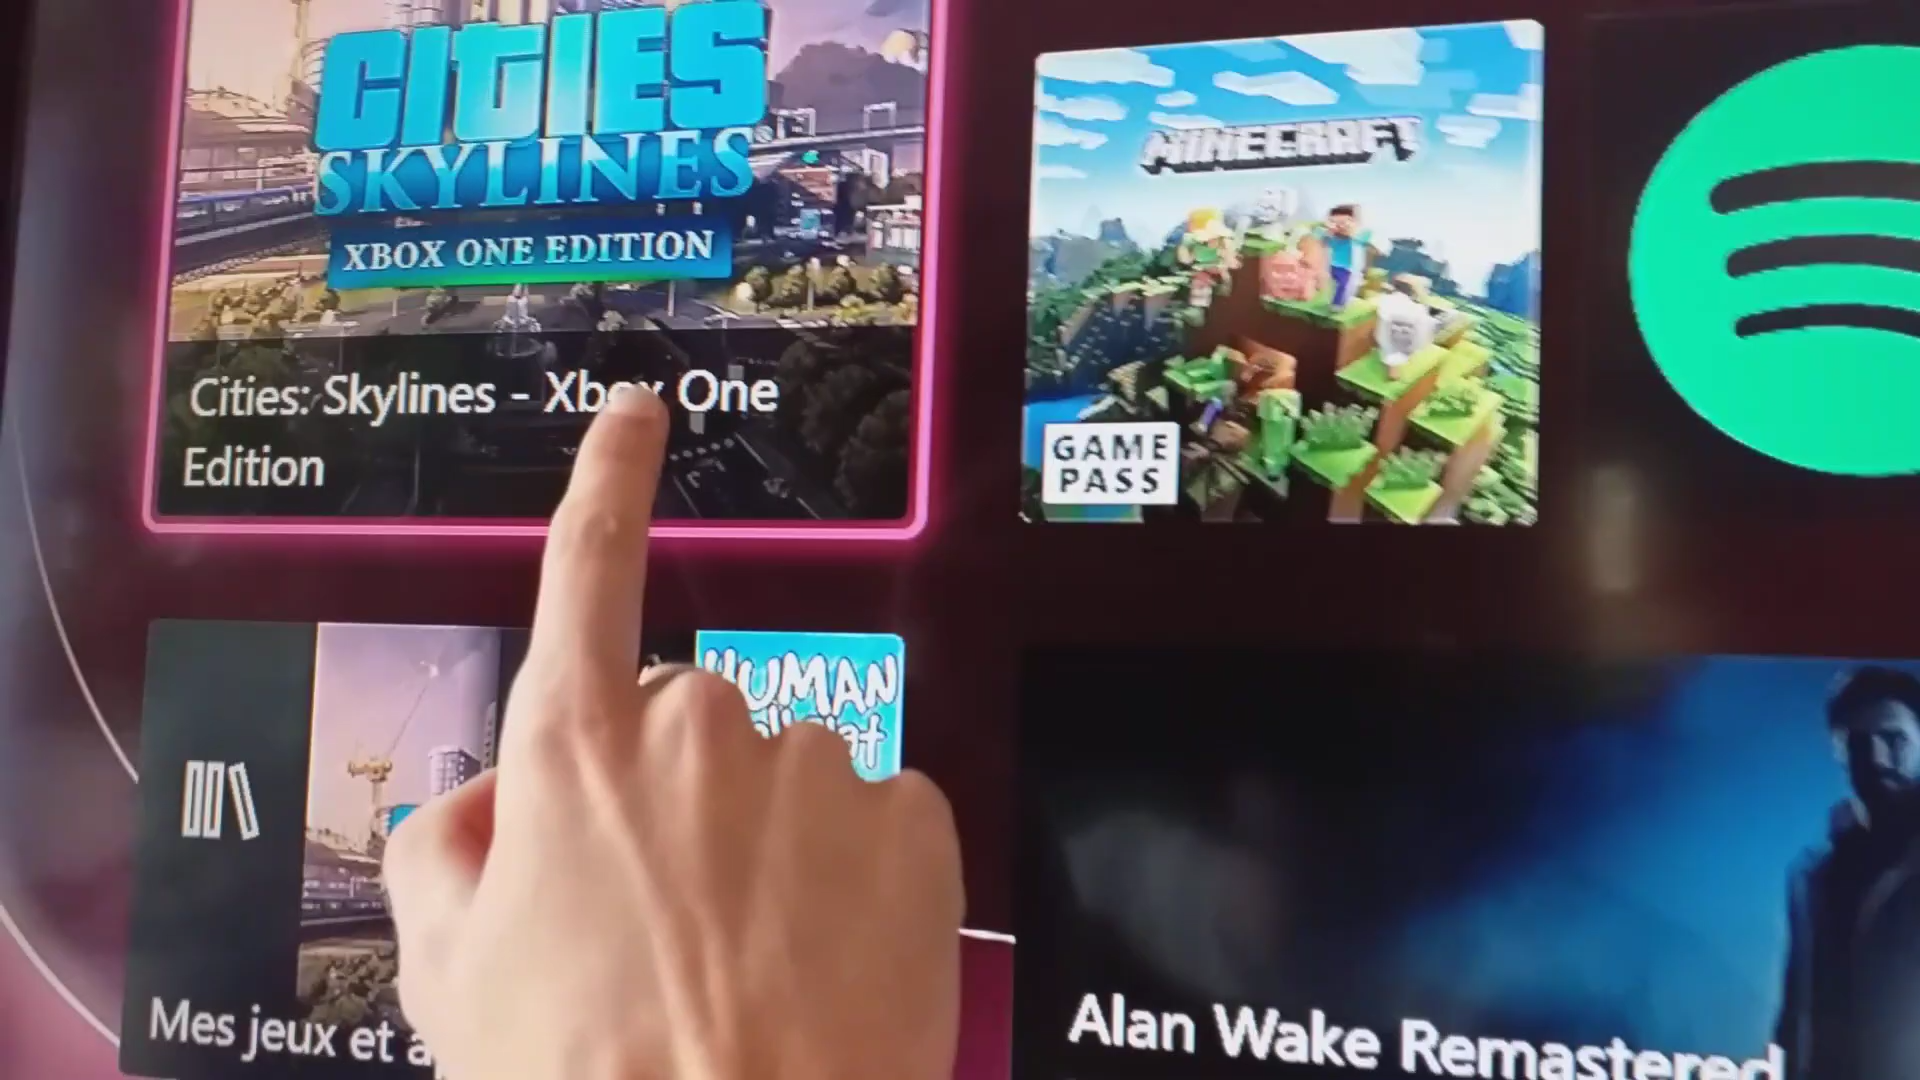 CITIES
SKYLINES
XBOX ONE EDITION
Cities: Skylines - Xbox One
Edition
MINECRAFT
GAME
PASS
HUMAN
Mes jeux et
Alan Wake Remastered